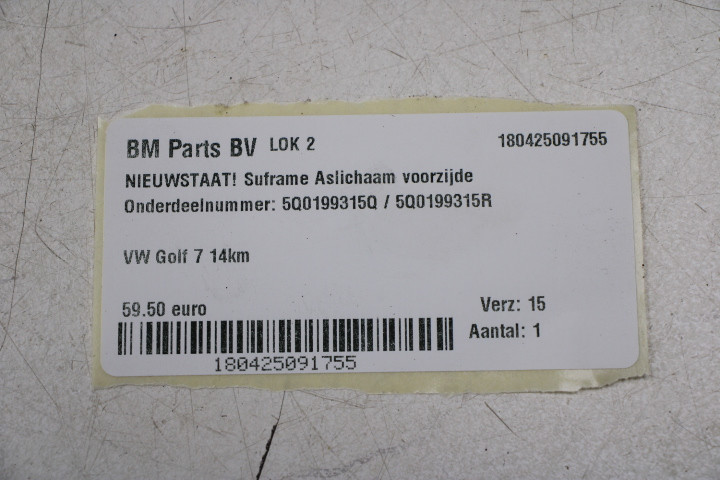 BM Parts BV LOK 2 180425091755
NIEUWSTAAT! Suframe Aslichaam voorzijde
Onderdeelnummer: 5Q0199315Q / 5Q0199315R
VW Golf 7 14km
59.50 euro Verz: 15
Aantal: 1
180425091755